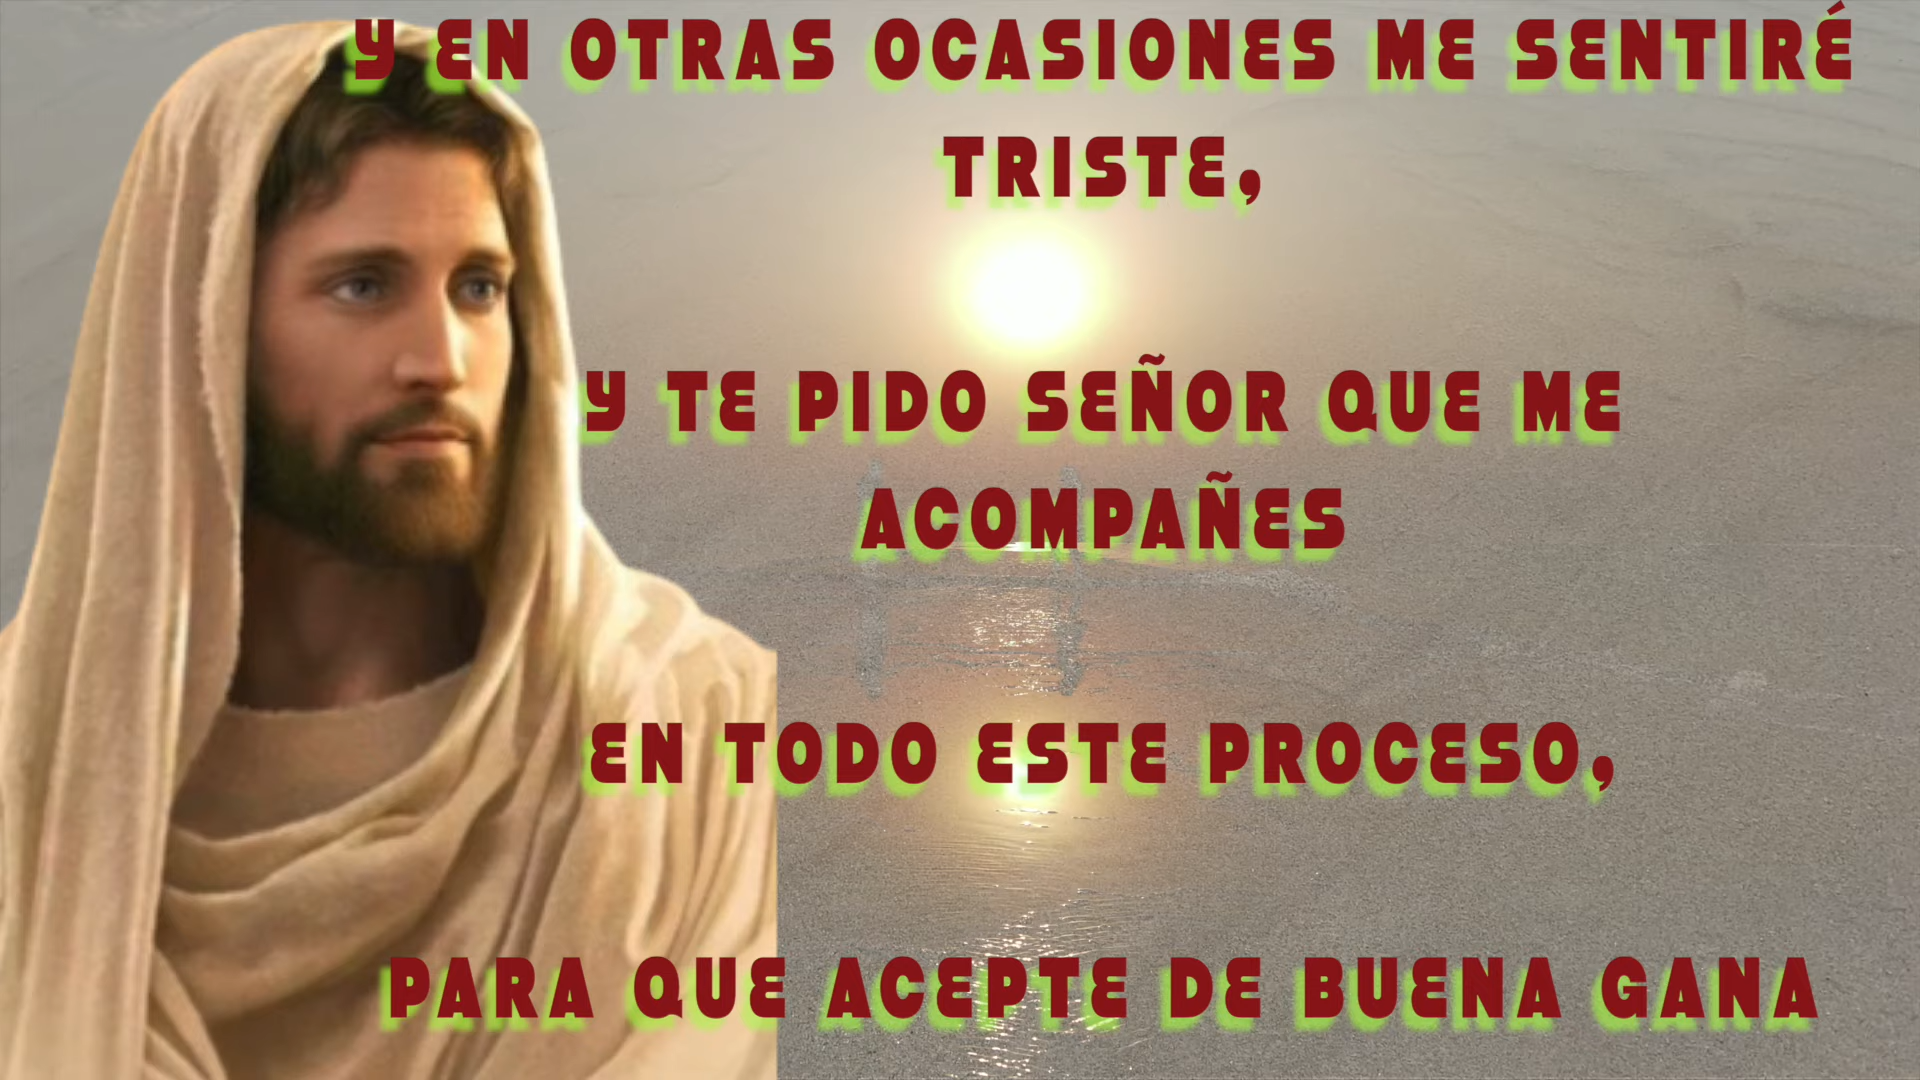 Y EN OTRAS OCASIONES ME SENTIRÉ
TRISTE,
Y TE PIDO SEÑOR QUE ME
ACOMPAÑES
EN TODO ESTE PROCESO,
PARA QUE ACEPTE DE BUENA GANA